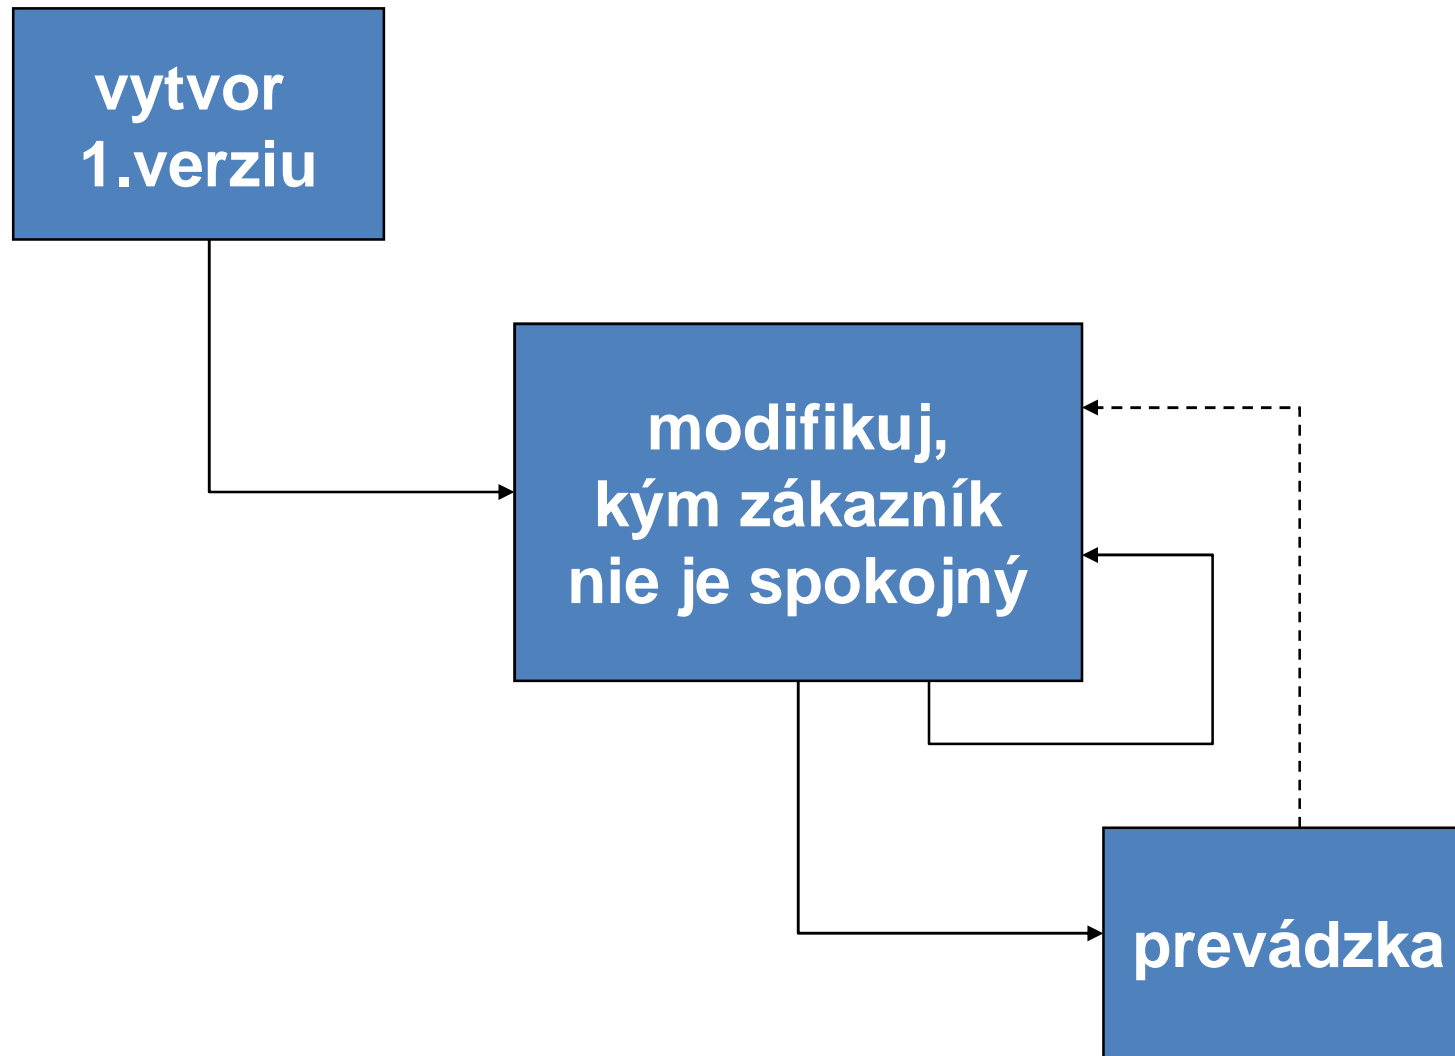 vytvor
1.verziu
modifikuj,
kým zákazník
nie je spokojný
prevádzka